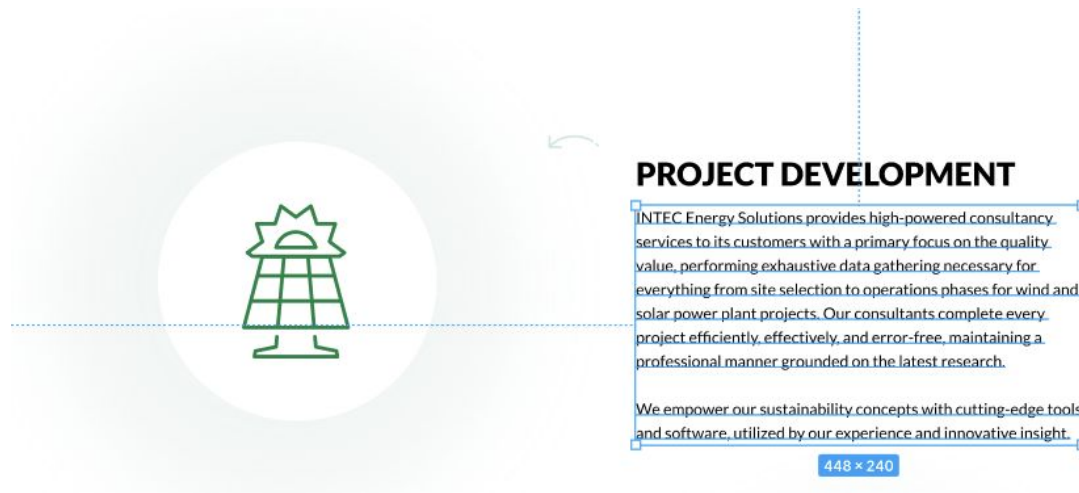 PROJECT DEVELOPMENT
INTEC Energy Solutions provides high-powered consultancy
services to its customers with a primary focus on the quality
value, performing exhaustive data gathering necessary for
everything from site selection to operations phases for wind and
solar power plant projects. Our consultants complete every
project efficiently, effectively, and error-free, maintaining a
professional manner grounded on the latest research.
We empower our sustainability concepts with cutting-edge tools
and software, utilized by our experience and innovative insight.
448 × 240